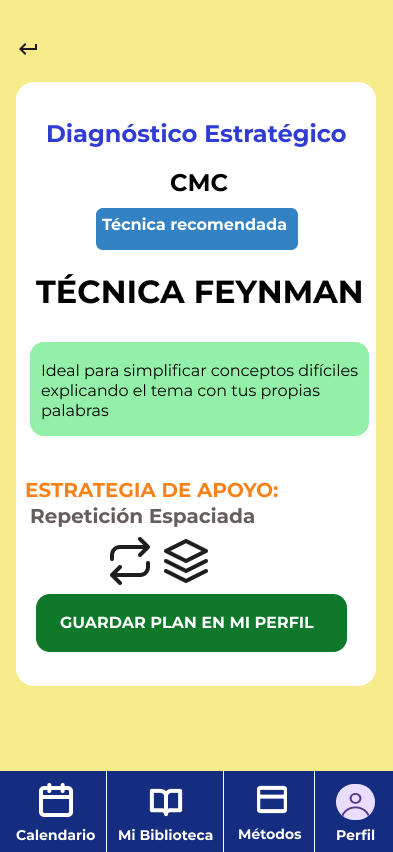 Diagnóstico Estratégico
CMC
Técnica recomendada
TÉCNICA FEYNMAN
Ideal para simplificar conceptos difíciles
explicando el tema con tus propias
palabras
ESTRATEGIA DE APOYO:
Repetición Espaciada
GUARDAR PLAN EN MI PERFIL
Calendario
Mi Biblioteca
Métodos
Perfil